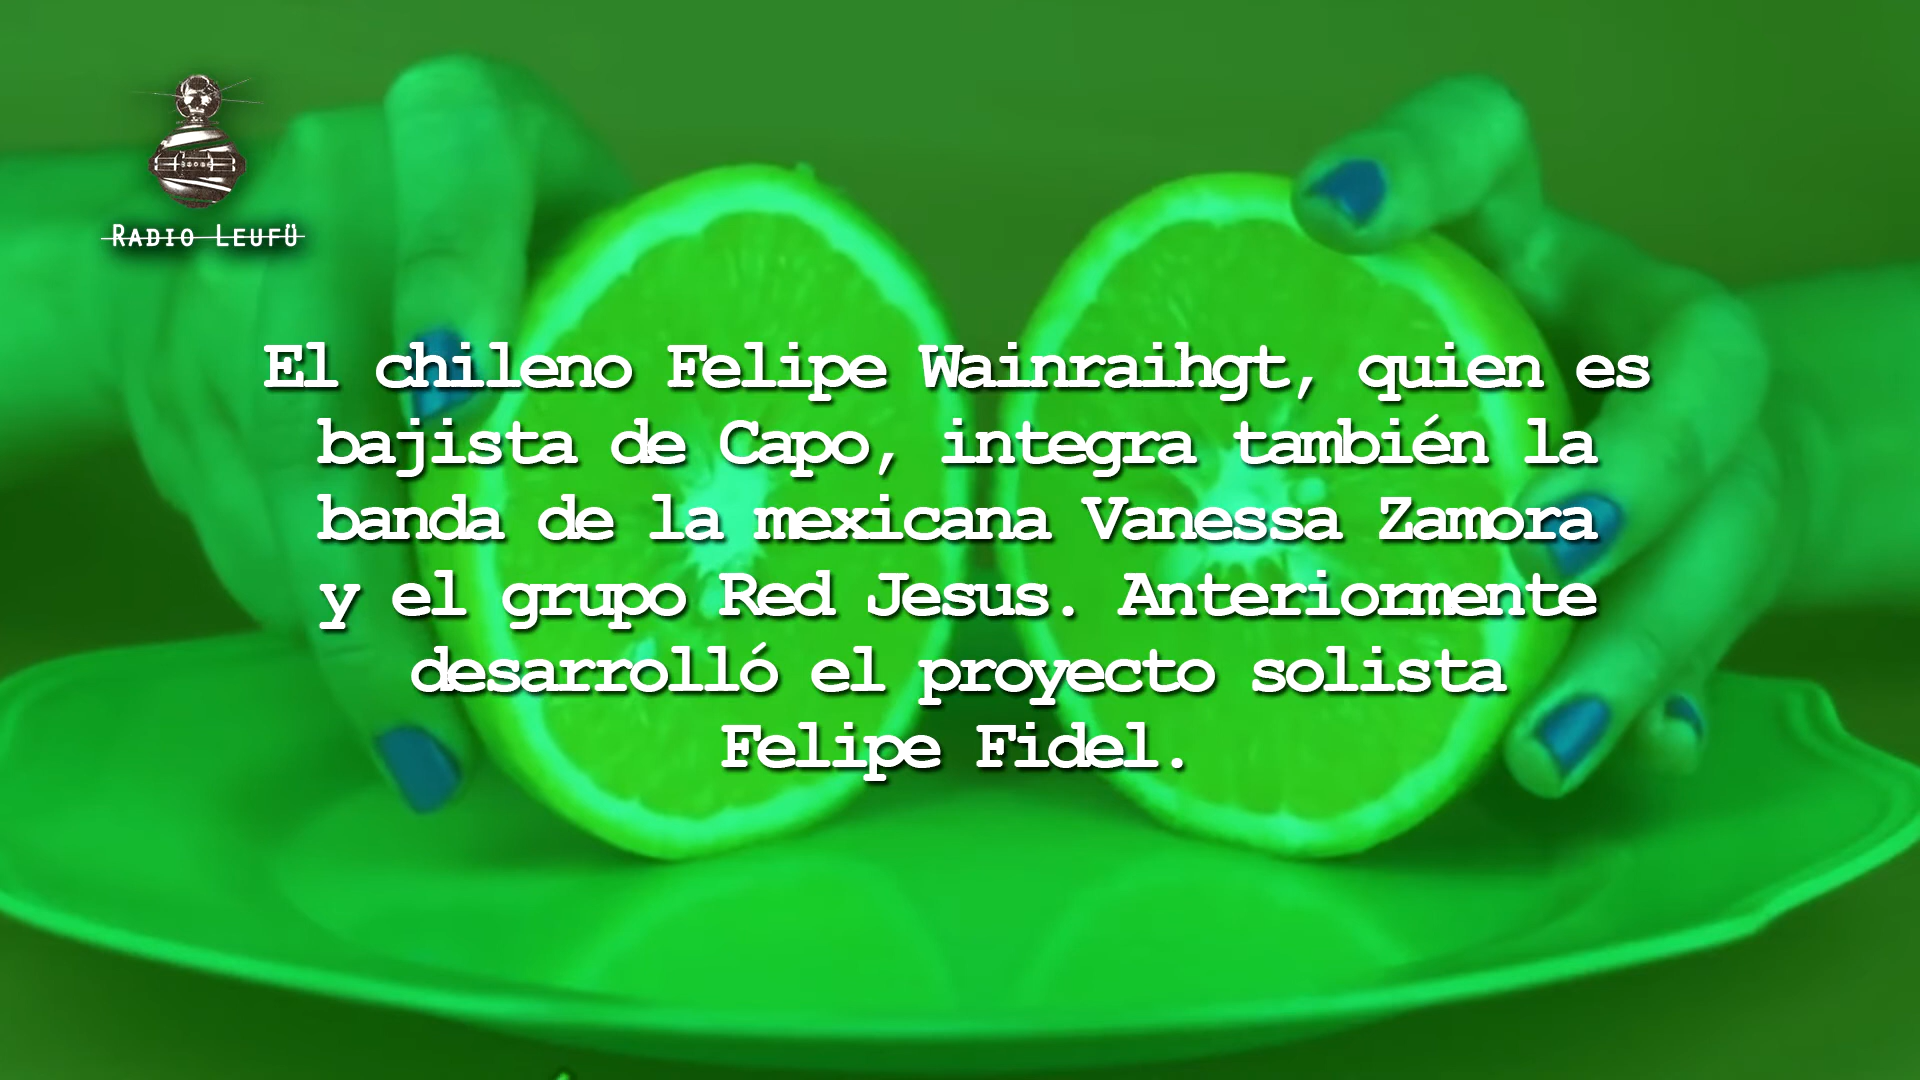 RADIO LEUFÜ
El chileno Felipe Wainraihgt, quien es
bajista de Capo, integra también la
banda de la mexicana Vanessa Zamora
y el grupo Red Jesus. Anteriormente
desarrolló el proyecto solista
Felipe Fidel.